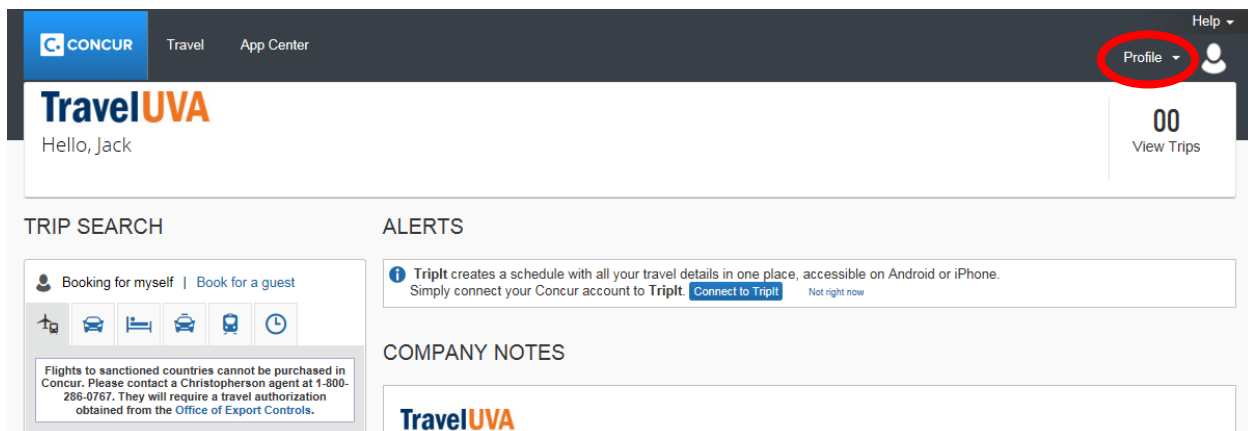 Help
C. CONCUR Travel App Center
Profile
TravelUVA
Hello, Jack
00
View Trips
TRIP SEARCH
Booking for myself | Book for a guest
Flights to sanctioned countries cannot be purchased in
Concur. Please contact a Christopherson agent at 1-800-
286-0767. They will require a travel authorization
obtained from the Office of Export Controls.
ALERTS
TripIt creates a schedule with all your travel details in one place, accessible on Android or iPhone.
Simply connect your Concur account to TripIt. Connect to TripIt Not right now
COMPANY NOTES
TravelUVA